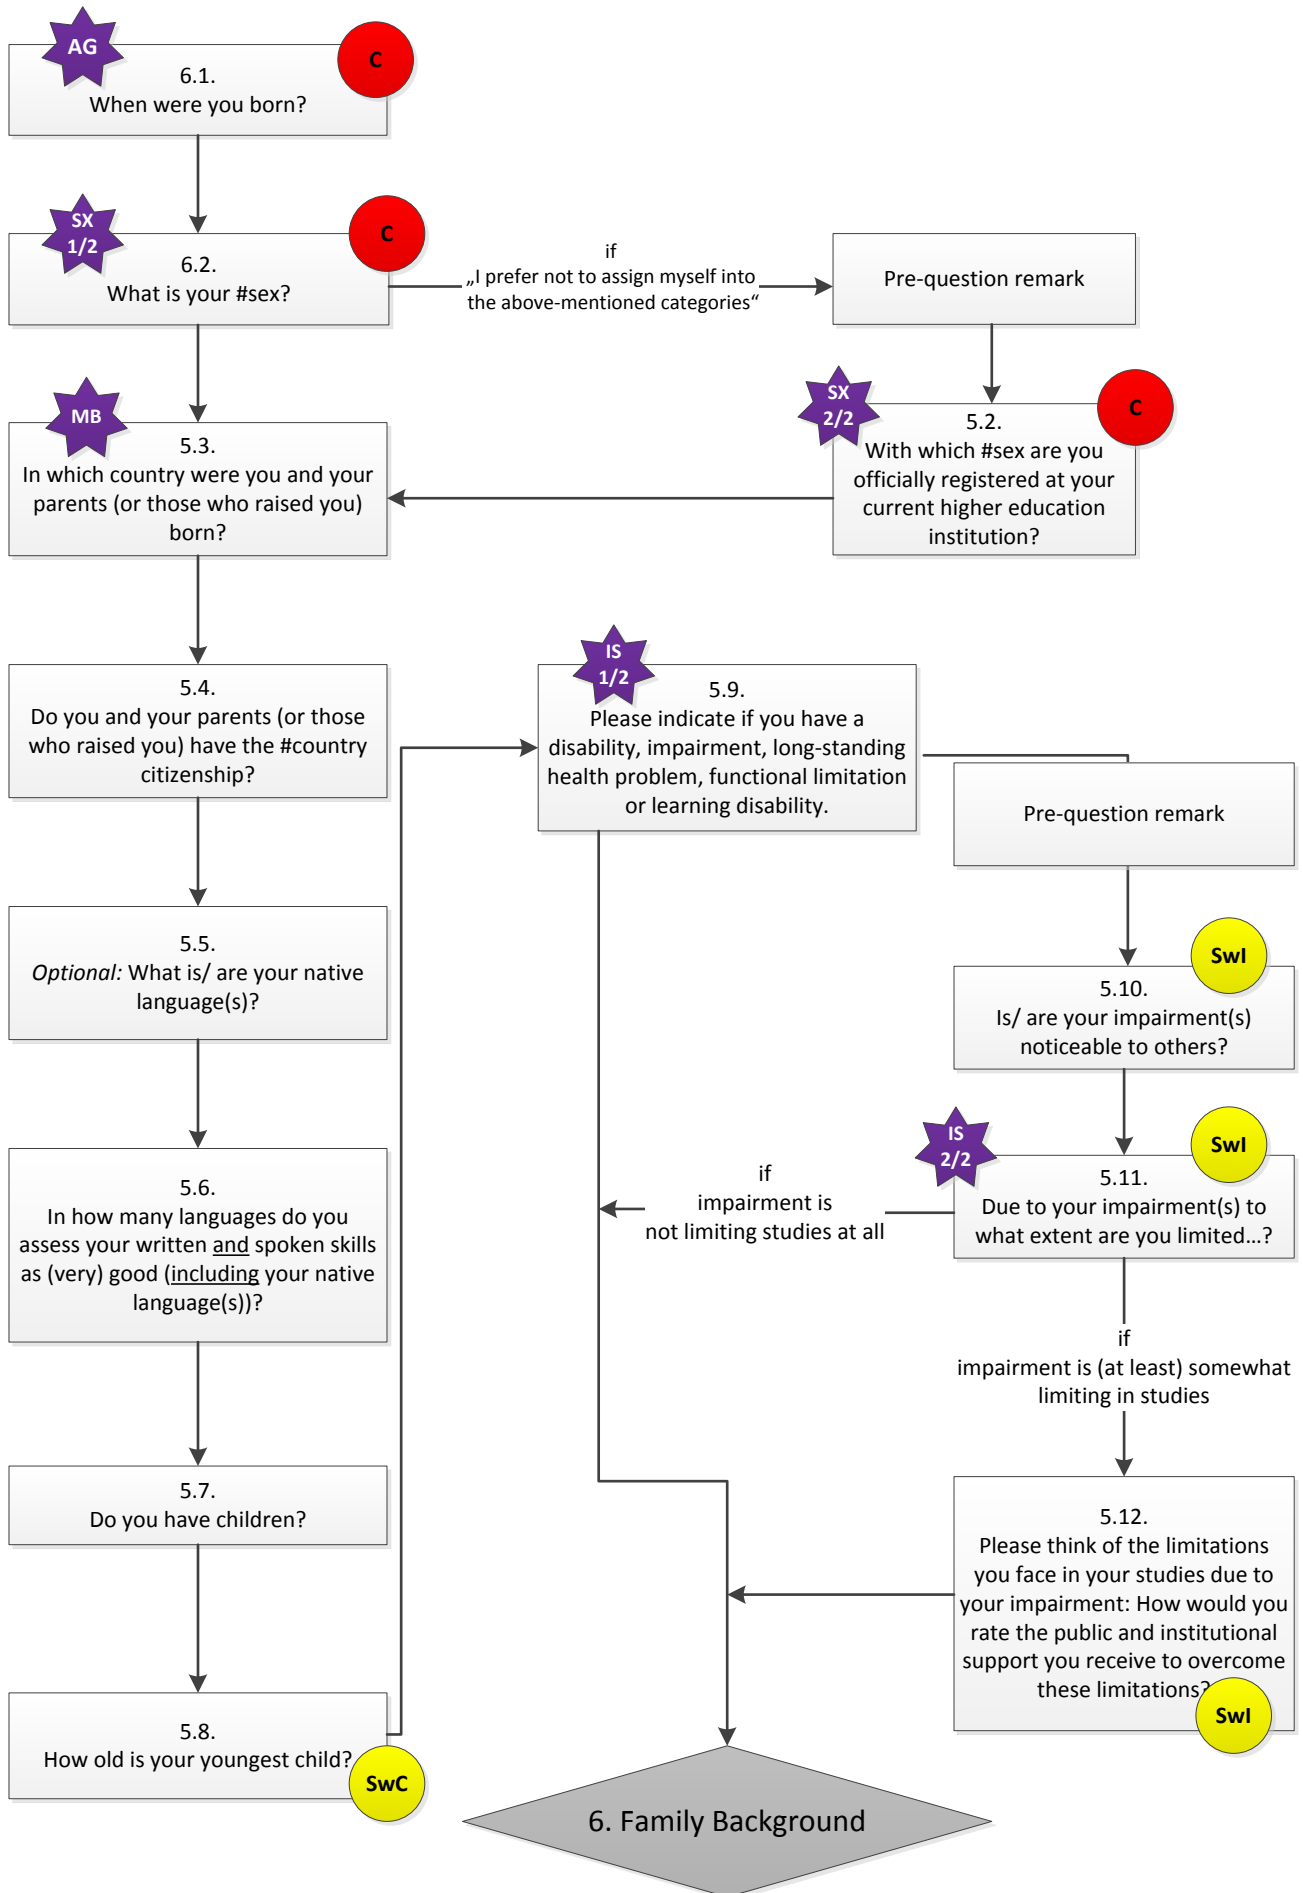 AG
C
6.1.
When were you born?
SX
1/2
C
6.2.
What is your #sex?
if
„I prefer not to assign myself into
the above-mentioned categories“
Pre-question remark
MB
5.3.
In which country were you and your
parents (or those who raised you)
born?
SX
2/2
C
5.2.
With which #sex are you
officially registered at your
current higher education
institution?
5.4.
Do you and your parents (or those
who raised you) have the #country
citizenship?
5.5.
Optional: What is/ are your native
language(s)?
5.6.
In how many languages do you
assess your written and spoken skills
as (very) good (including your native
language(s))?
5.7.
Do you have children?
5.8.
How old is your youngest child?
SwC
IS
1/2
5.9.
Please indicate if you have a
disability, impairment, long-standing
health problem, functional limitation
or learning disability.
Pre-question remark
SwI
5.10.
Is/ are your impairment(s)
noticeable to others?
IS
2/2
SwI
5.11.
Due to your impairment(s) to
what extent are you limited…?
if
impairment is
not limiting studies at all
if
impairment is (at least) somewhat
limiting in studies
5.12.
Please think of the limitations
you face in your studies due to
your impairment: How would you
rate the public and institutional
support you receive to overcome
these limitations?
SwI
6. Family Background